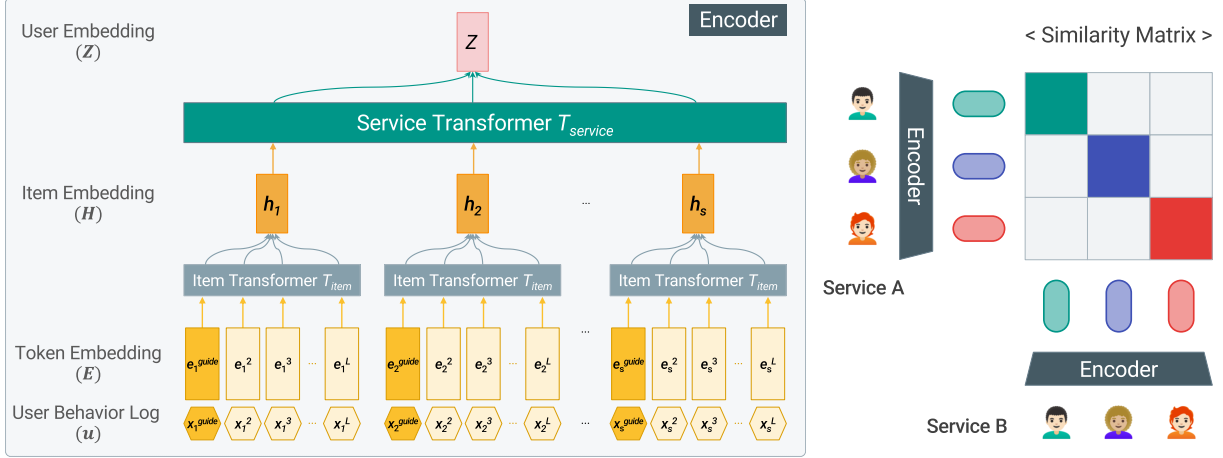 User Embedding
(Z)
Encoder
Z
Service Transformer T_service
Item Embedding
(H)
h_1 h_2 ... h_s
Item Transformer T_item Item Transformer T_item Item Transformer T_item
Token Embedding
(E)
e_1^guide e_1^2 e_1^3 ... e_1^L e_2^guide e_2^2 e_2^3 ... e_2^L ... e_s^guide e_s^2 e_s^3 ... e_s^L
User Behavior Log
(u)
x_1^guide x_1^2 x_1^3 ... x_1^L x_2^guide x_2^2 x_2^3 ... x_2^L ... x_s^guide x_s^2 x_s^3 ... x_s^L
< Similarity Matrix >
Encoder
Service A
Encoder
Service B